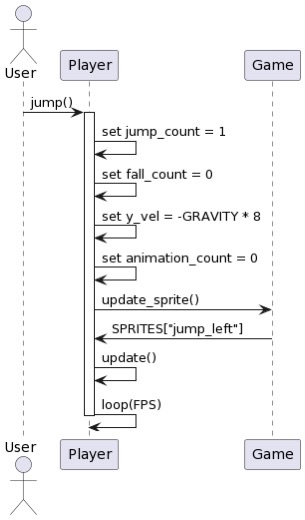 User
Player
Game
jump()
set jump_count = 1
set fall_count = 0
set y_vel = -GRAVITY * 8
set animation_count = 0
update_sprite()
SPRITES["jump_left"]
update()
loop(FPS)
User
Player
Game